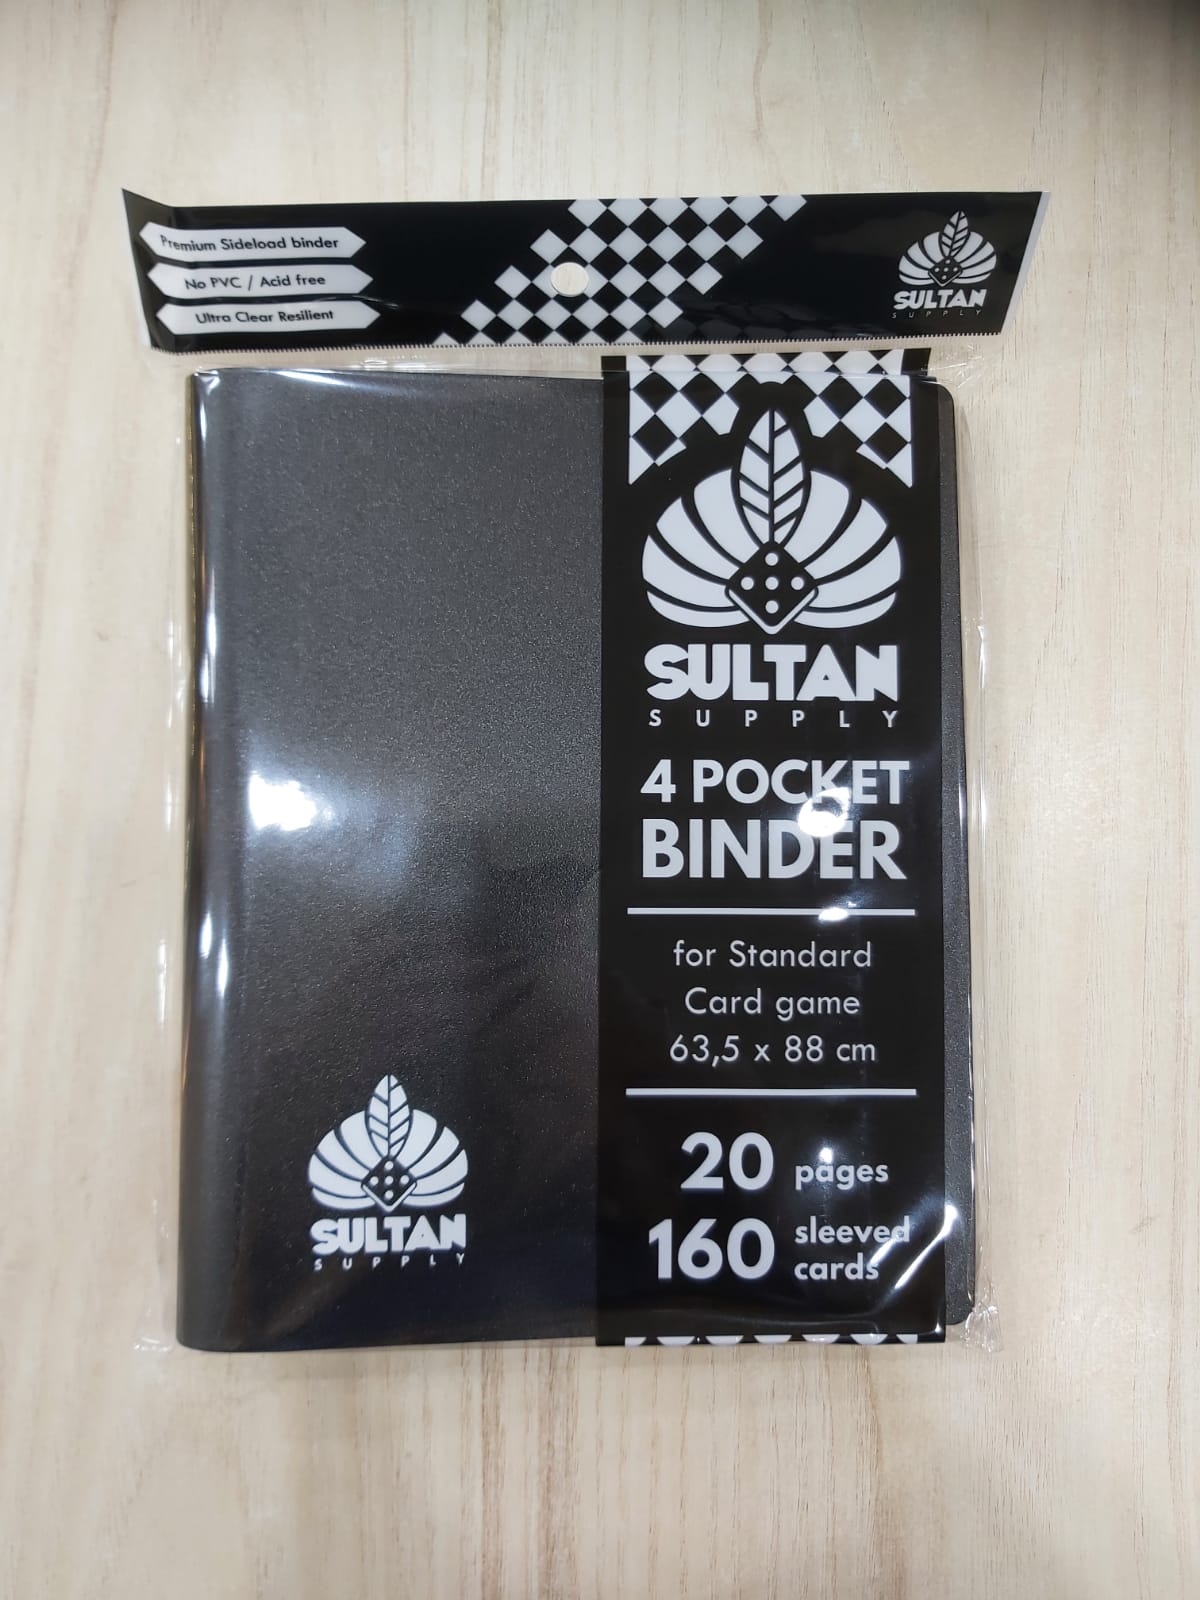 Premium Sideload binder
No PVC / Acid free
Ultra Clear Resilient
SULTAN
SUPPLY
SULTAN
SUPPLY
4 POCKET
BINDER
for Standard
Card game
63,5 x 88 cm
20 pages
160 sleeved
cards
SULTAN
SUPPLY